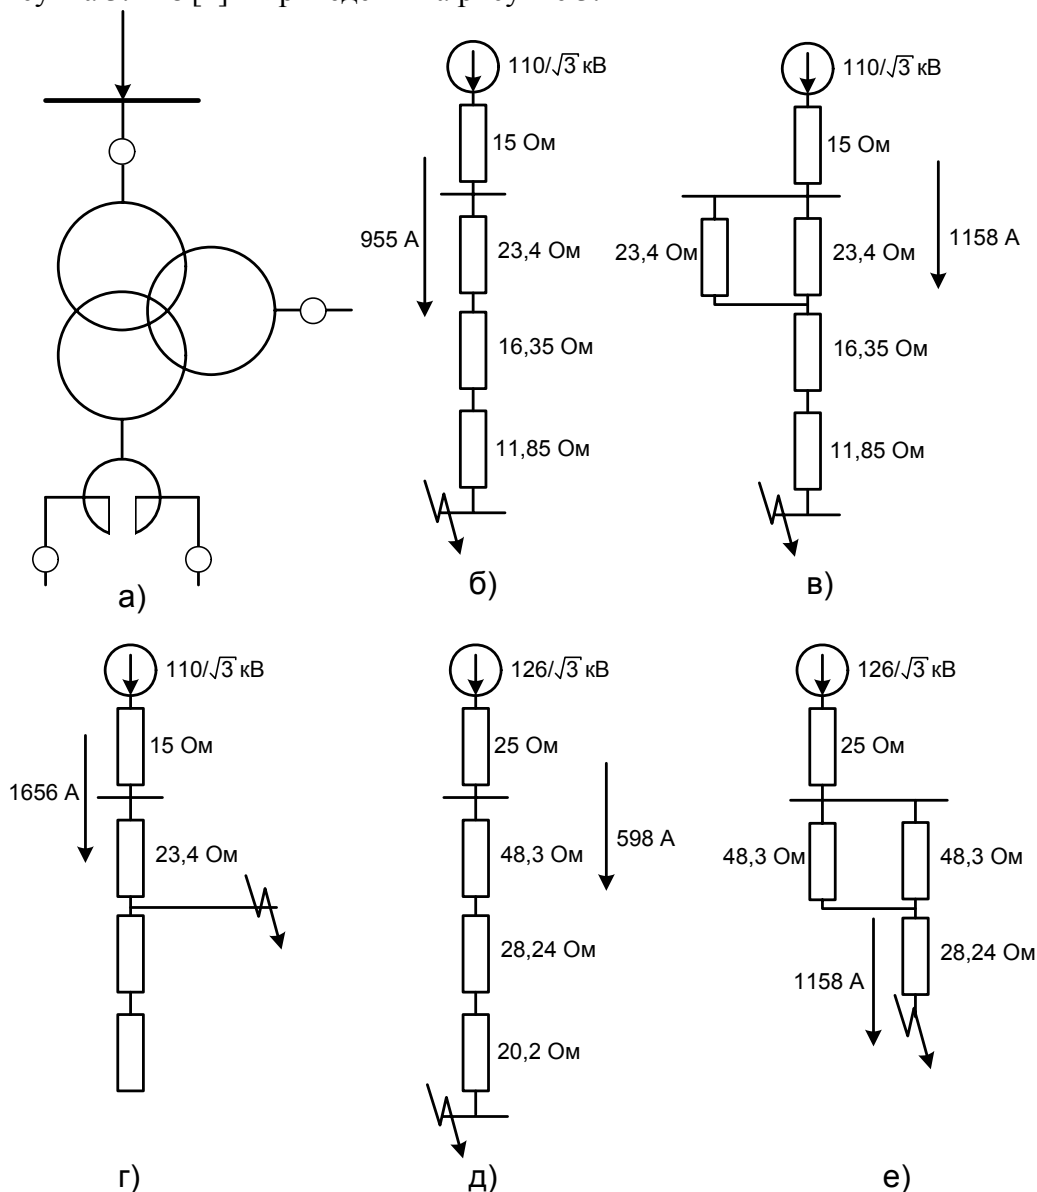 110/√3 кВ
15 Ом
955 А
23,4 Ом
16,35 Ом
11,85 Ом
110/√3 кВ
15 Ом
23,4 Ом
23,4 Ом
1158 А
16,35 Ом
11,85 Ом
а)
б)
в)
110/√3 кВ
15 Ом
1656 А
23,4 Ом
126/√3 кВ
25 Ом
598 А
48,3 Ом
28,24 Ом
20,2 Ом
126/√3 кВ
25 Ом
48,3 Ом
48,3 Ом
28,24 Ом
1158 А
г)
д)
е)